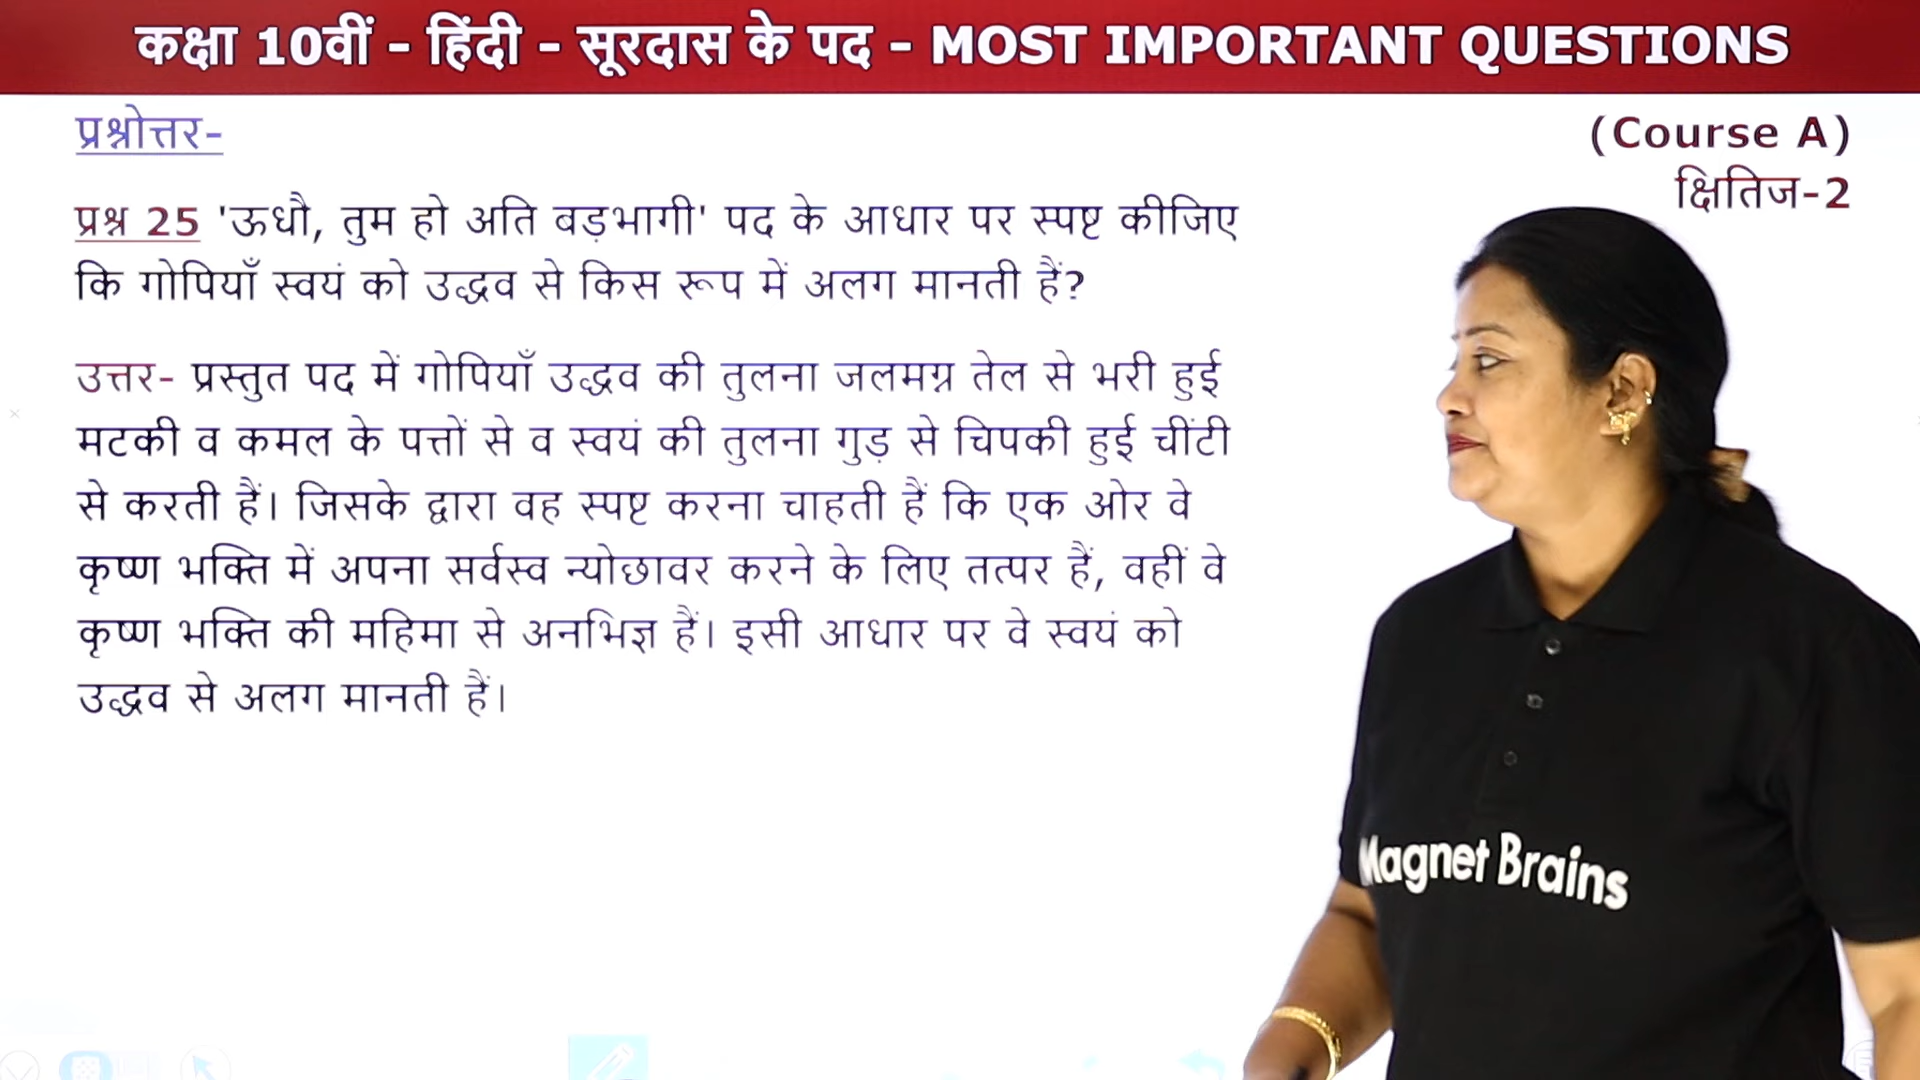 कक्षा 10वीं - हिंदी - सूरदास के पद - MOST IMPORTANT QUESTIONS
प्रश्नोत्तर-
(Course A)
क्षितिज-2
प्रश्न 25 'ऊधौ, तुम हो अति बड़भागी' पद के आधार पर स्पष्ट कीजिए
कि गोपियाँ स्वयं को उद्धव से किस रूप में अलग मानती हैं?
उत्तर- प्रस्तुत पद में गोपियाँ उद्धव की तुलना जलमग्न तेल से भरी हुई
मटकी व कमल के पत्तों से व स्वयं की तुलना गुड़ से चिपकी हुई चींटी
से करती हैं। जिसके द्वारा वह स्पष्ट करना चाहती हैं कि एक ओर वे
कृष्ण भक्ति में अपना सर्वस्व न्योछावर करने के लिए तत्पर हैं, वहीं वे
कृष्ण भक्ति की महिमा से अनभिज्ञ हैं। इसी आधार पर वे स्वयं को
उद्धव से अलग मानती हैं।
Magnet Brains